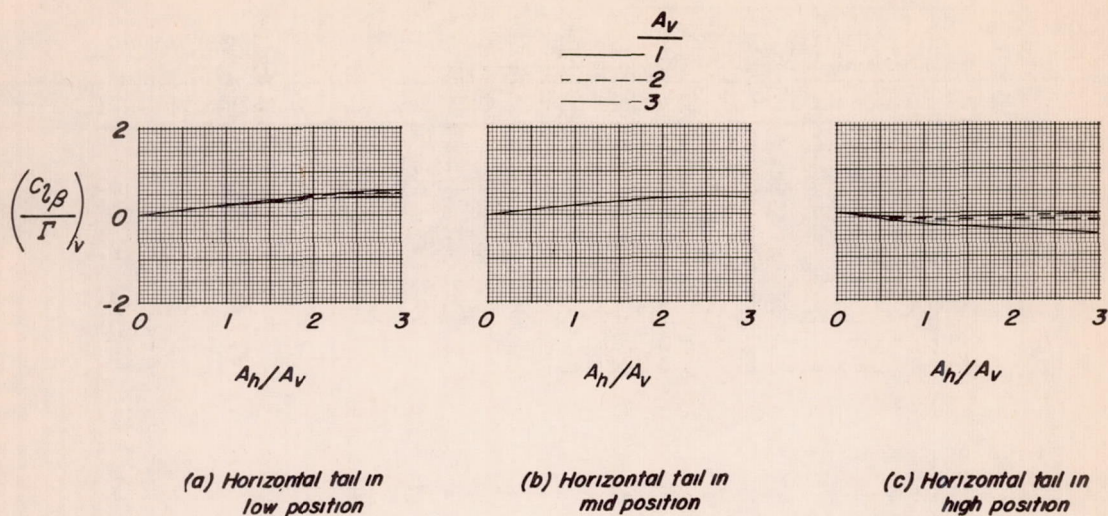 A_v
1
2
3
2
0
-2
(C_lβ / Γ)_v
0 1 2 3
0 1 2 3
0 1 2 3
A_h/A_v
A_h/A_v
A_h/A_v
(a) Horizontal tail in
low position
(b) Horizontal tail in
mid position
(c) Horizontal tail in
high position